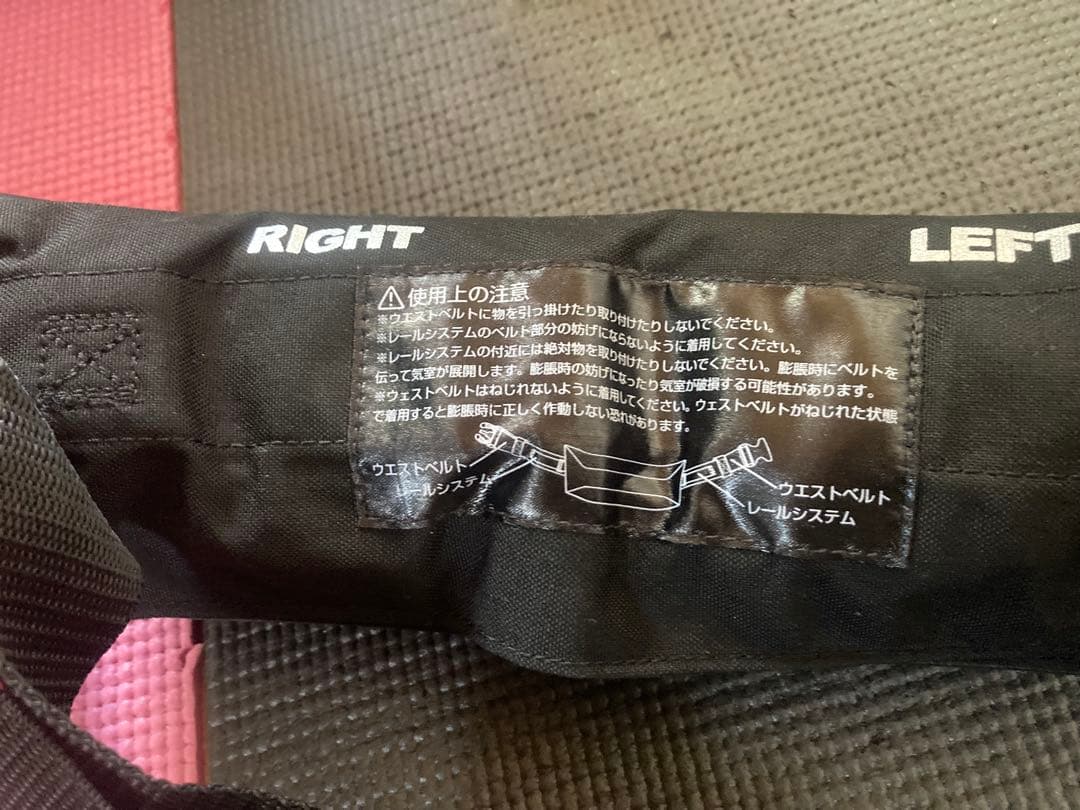 RIGHT
LEFT
⚠使用上の注意
※ウエストベルトに物を引っ掛けたり取り付けたりしないでください。
※レールシステムのベルト部分の妨げにならないように着用してください。
※レールシステムの付近には絶対物を取り付けたりしないでください。膨脹時にベルトを
伝って気室が展開します。膨脹時の妨げになったり気室が破損する可能性があります。
※ウェストベルトはねじれないように着用してください。ウェストベルトがねじれた状態
で着用すると膨脹時に正しく作動しない恐れがあります。
ウエストベルト
レールシステム
ウエストベルト
レールシステム